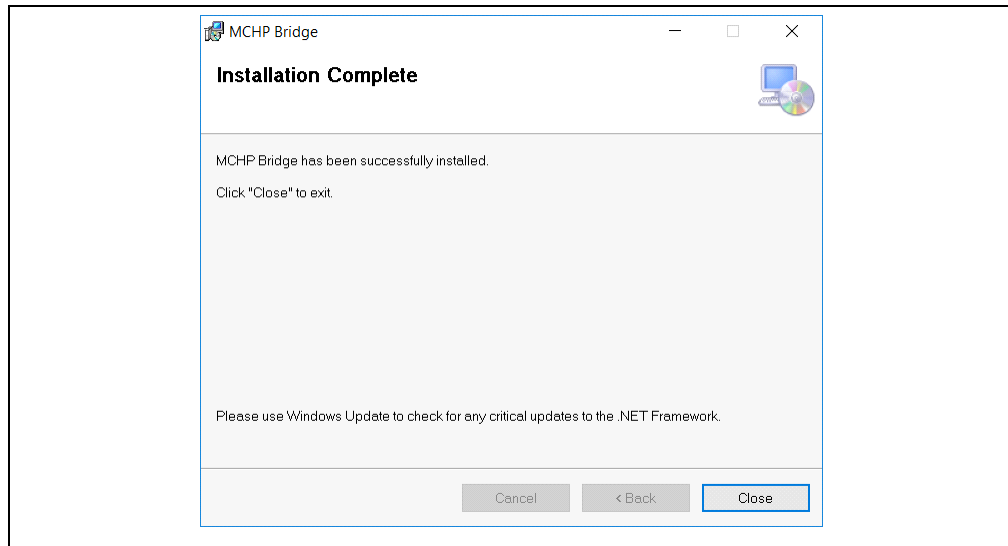 MCHP Bridge
Installation Complete
MCHP Bridge has been successfully installed.
Click "Close" to exit.
Please use Windows Update to check for any critical updates to the .NET Framework.
Cancel
< Back
Close